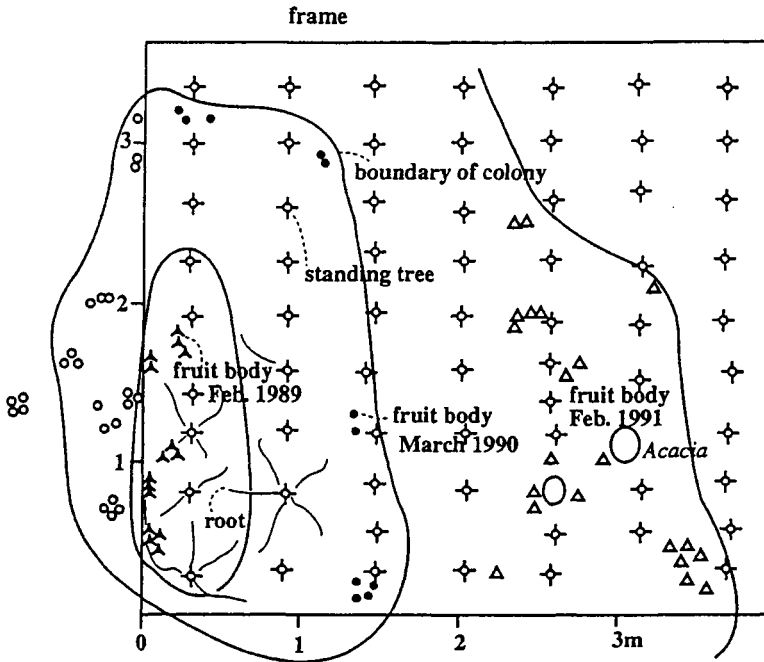 frame
3
boundary of colony
standing tree
2
fruit body
Feb. 1989
fruit body
Feb. 1991
fruit body
March 1990
Acacia
1
root
0
1
2
3m